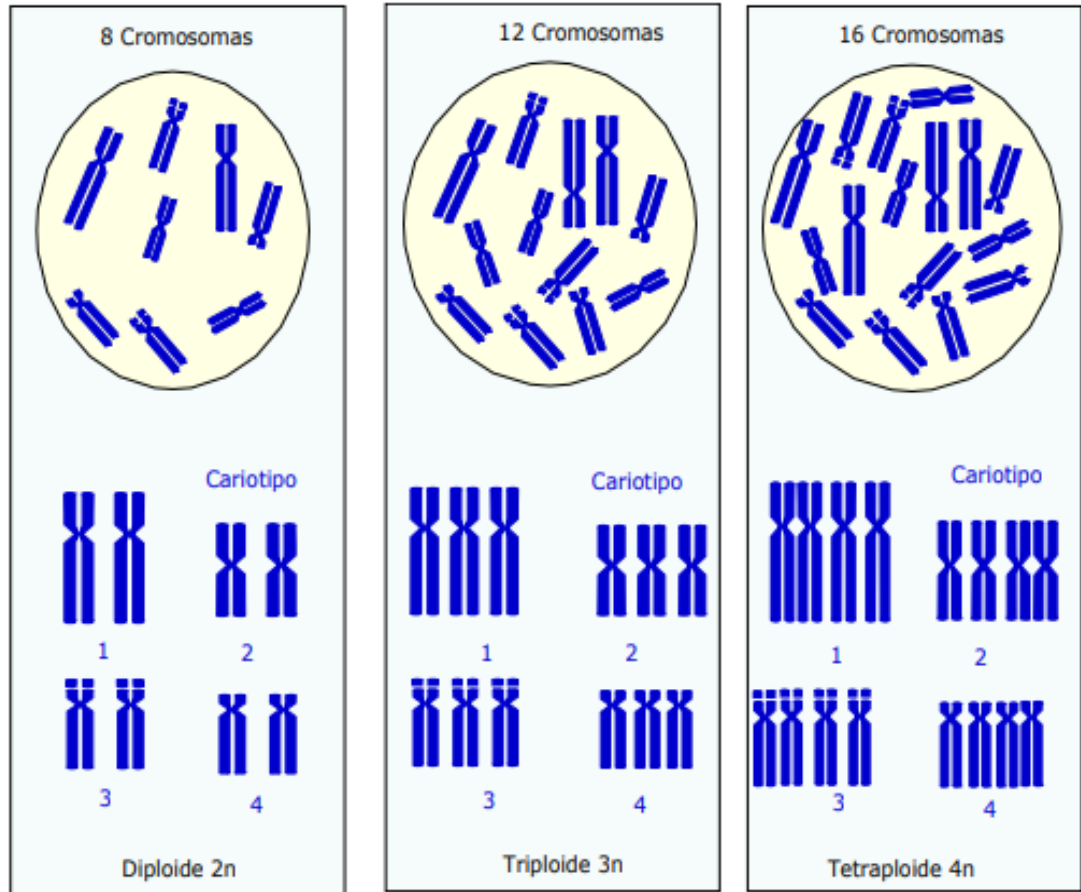 8 Cromosomas
Cariotipo
1
2
3
4
Diploide 2n
12 Cromosomas
Cariotipo
1
2
3
4
Triploide 3n
16 Cromosomas
Cariotipo
1
2
3
4
Tetraploide 4n